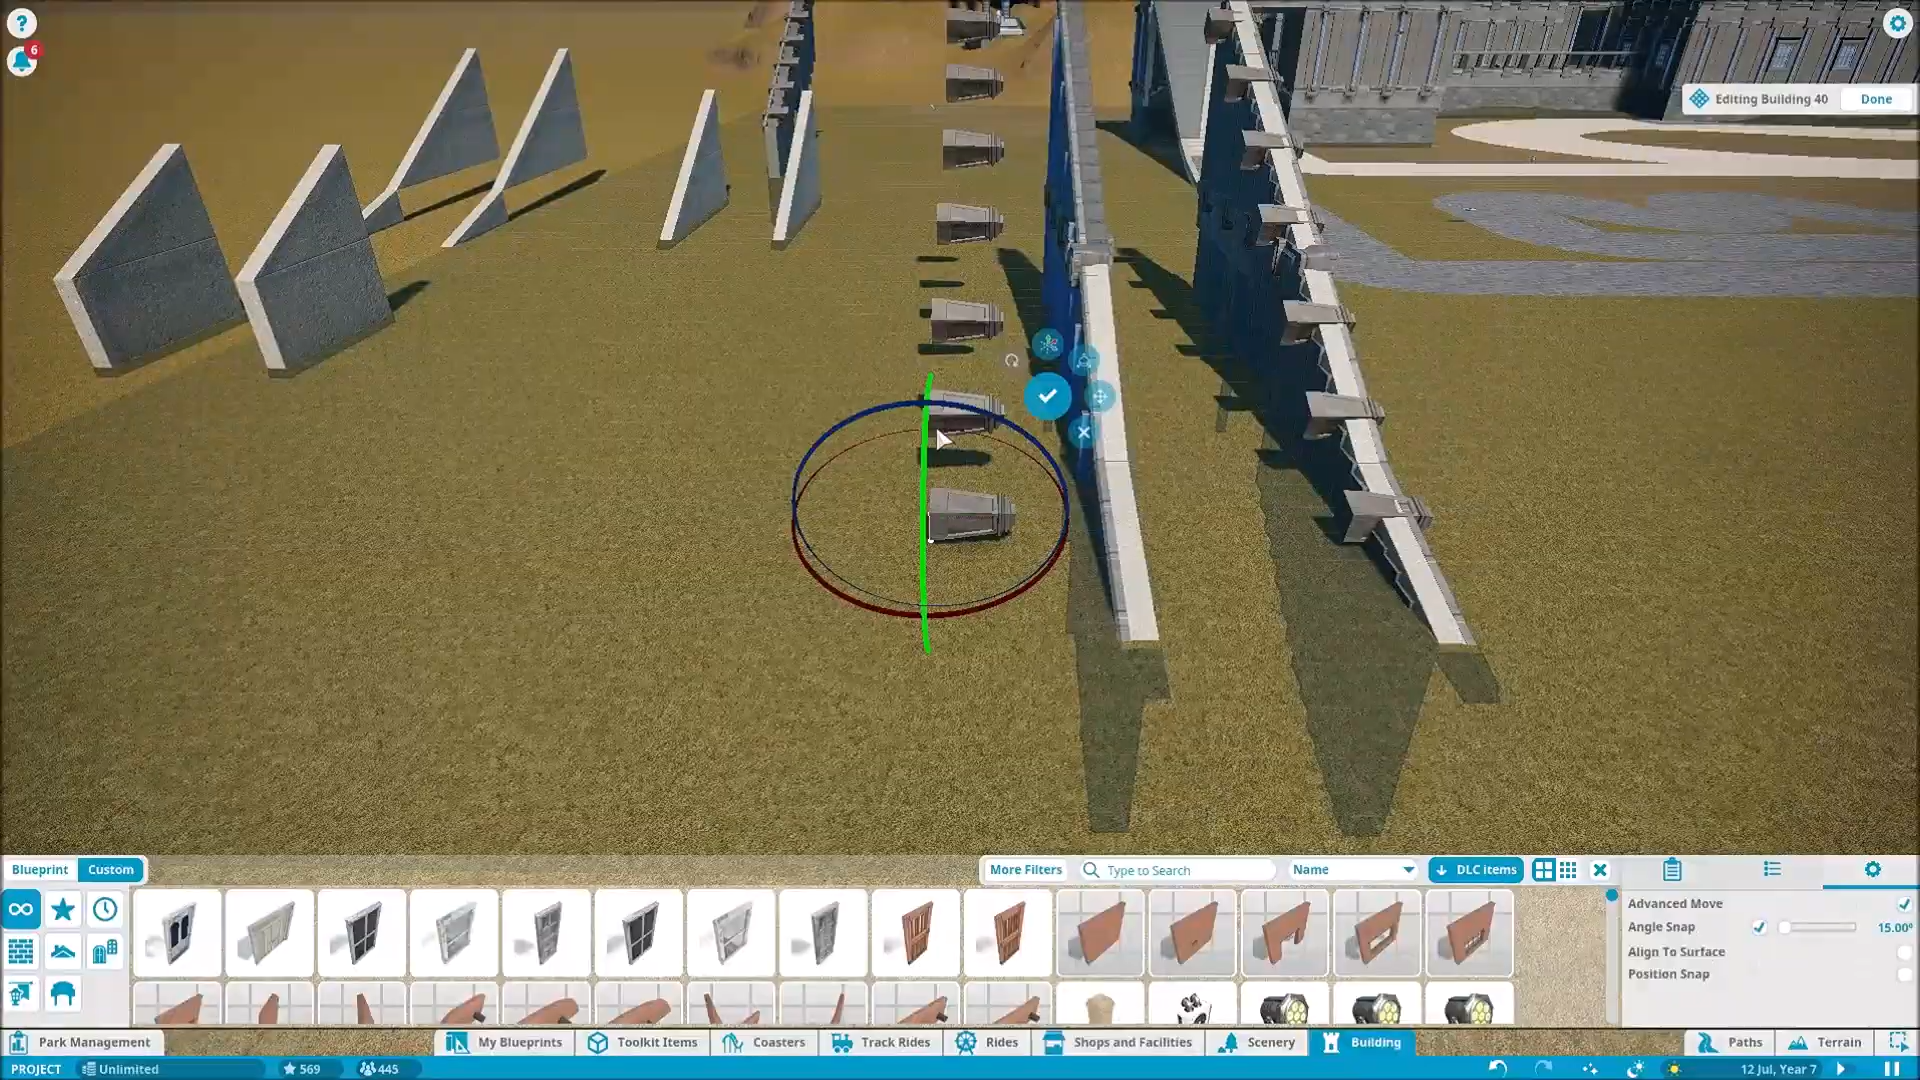 ?
6
Editing Building 40
Done
Blueprint
Custom
More Filters
Type to Search
Name
DLC items
Advanced Move
Angle Snap
15.00°
Align To Surface
Position Snap
Park Management
My Blueprints
Toolkit Items
Coasters
Track Rides
Rides
Shops and Facilities
Scenery
Building
Paths
Terrain
PROJECT
Unlimited
569
445
12 Jul, Year 7